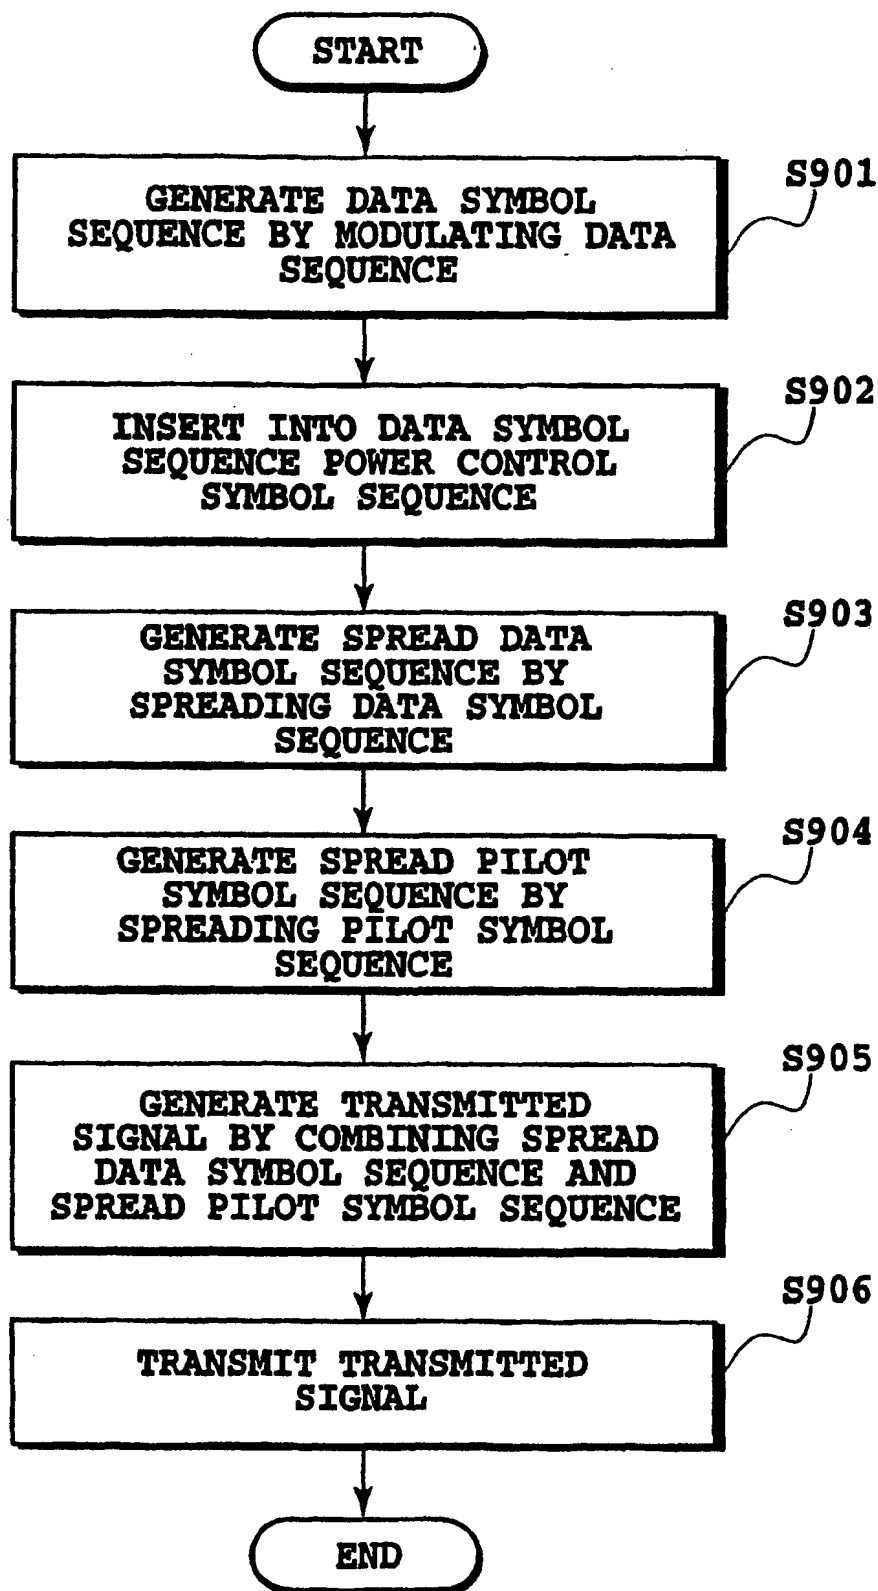 START
S901
GENERATE DATA SYMBOL
SEQUENCE BY MODULATING DATA
SEQUENCE
S902
INSERT INTO DATA SYMBOL
SEQUENCE POWER CONTROL
SYMBOL SEQUENCE
S903
GENERATE SPREAD DATA
SYMBOL SEQUENCE BY
SPREADING DATA SYMBOL
SEQUENCE
S904
GENERATE SPREAD PILOT
SYMBOL SEQUENCE BY
SPREADING PILOT SYMBOL
SEQUENCE
S905
GENERATE TRANSMITTED
SIGNAL BY COMBINING SPREAD
DATA SYMBOL SEQUENCE AND
SPREAD PILOT SYMBOL SEQUENCE
S906
TRANSMIT TRANSMITTED
SIGNAL
END